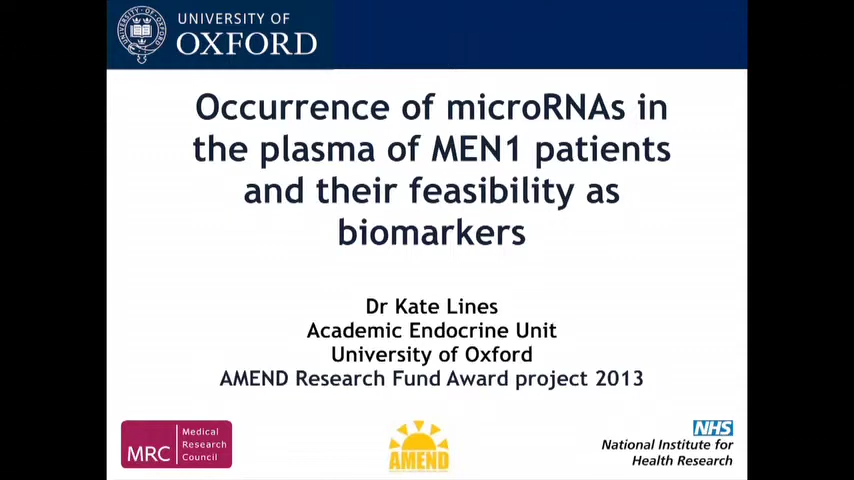 UNIVERSITY OF
OXFORD
Occurrence of microRNAs in
the plasma of MEN1 patients
and their feasibility as
biomarkers
Dr Kate Lines
Academic Endocrine Unit
University of Oxford
AMEND Research Fund Award project 2013
MRC
Medical
Research
Council
AMEND
NHS
National Institute for
Health Research